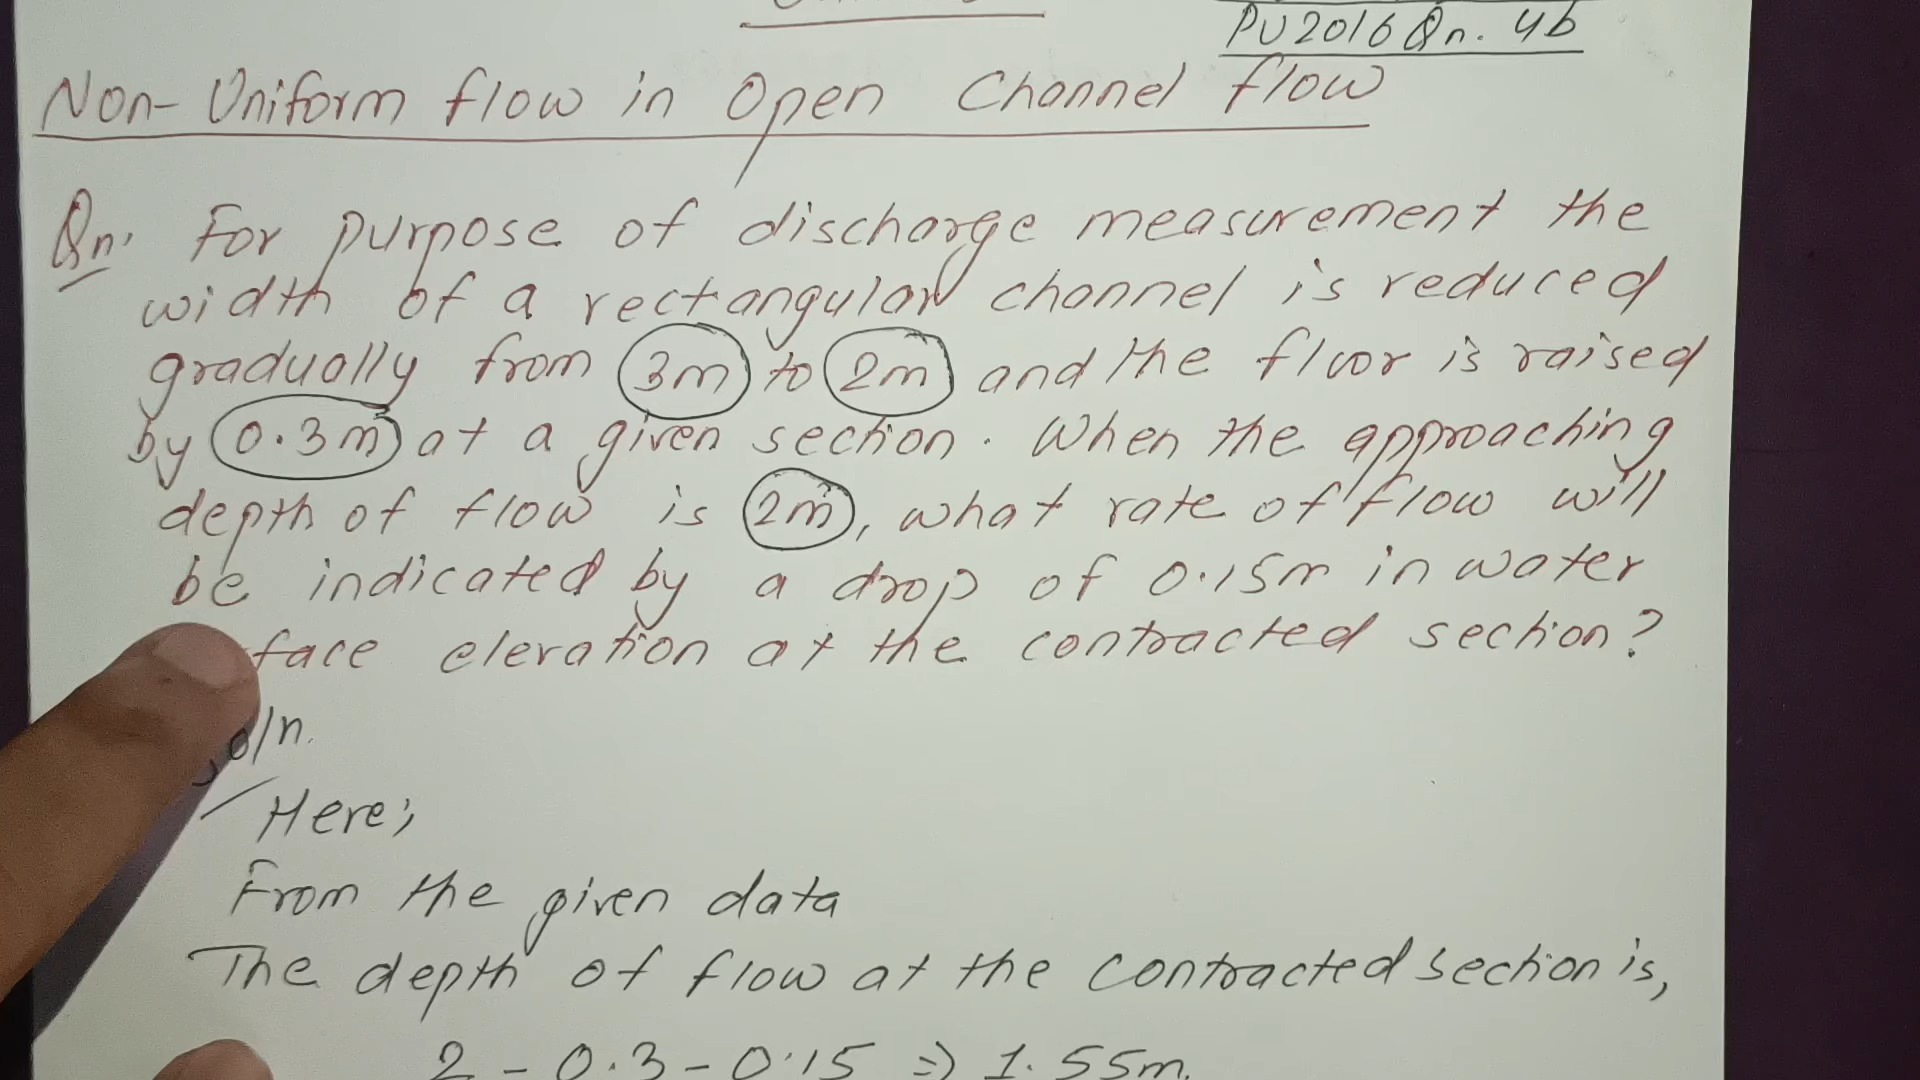 PU 2016 Qn. 4b
Non-Uniform flow in Open Channel flow
Qn. For purpose of discharge measurement the
width of a rectangular channel is reduced
gradually from 3m to 2m and the floor is raised
by 0.3m at a given section. When the approaching
depth of flow is 2m, what rate of flow will
be indicated by a drop of 0.15m in water
face elevation at the contracted section?
oln.
Here;
From the given data
The depth of flow at the contracted section is,
2 - 0.3 - 0.15 => 1.55m.